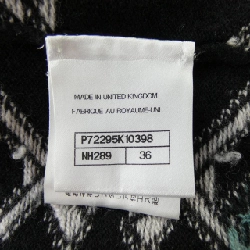 MADE IN UNITED KINGDOM
FABRIQUE AU ROYAUME-UNI
P72295K10398
NH289 36